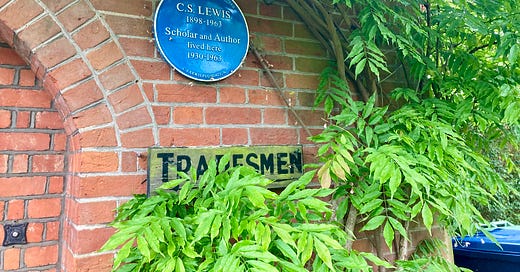 C.S. LEWIS
1898-1963
Scholar and Author
lived here
1930-1963
TRADESMEN